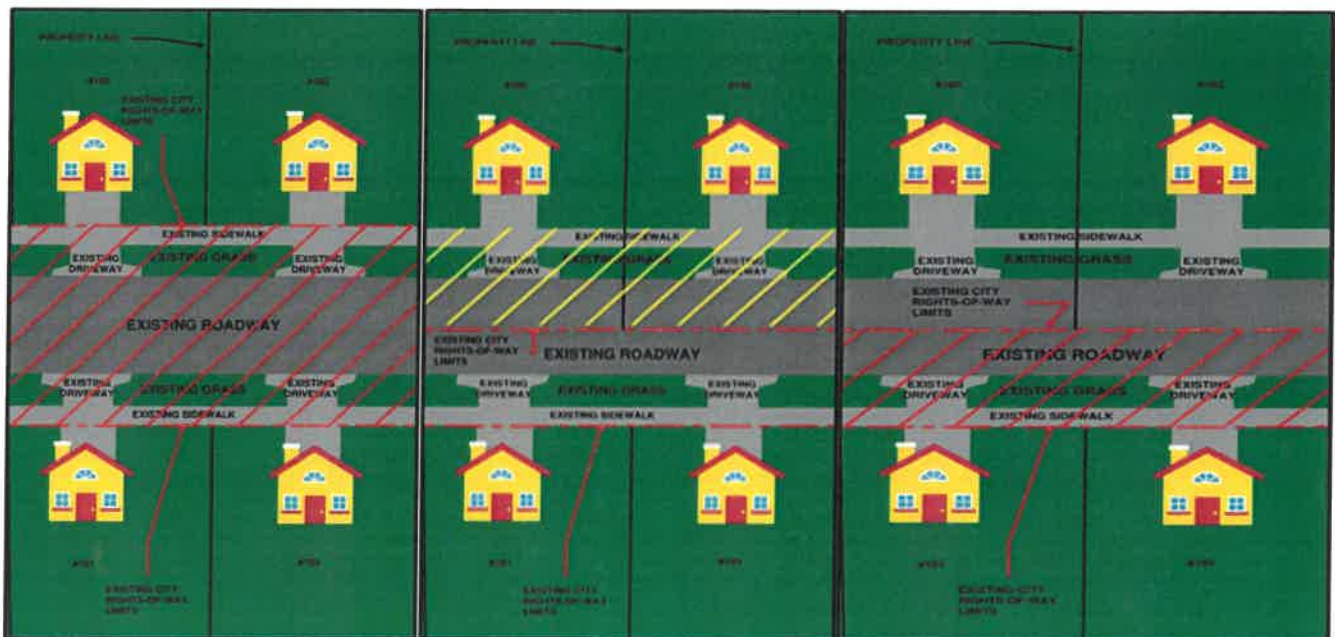 PROPERTY LINE
EXISTING CITY
RIGHTS-OF-WAY
LIMITS
EXISTING SIDEWALK
EXISTING GRASS
EXISTING
DRIVEWAY
EXISTING
DRIVEWAY
EXISTING ROADWAY
EXISTING
DRIVEWAY
EXISTING GRASS
EXISTING
DRIVEWAY
EXISTING SIDEWALK
EXISTING CITY
RIGHTS-OF-WAY
LIMITS
PROPERTY LINE
EXISTING SIDEWALK
EXISTING
DRIVEWAY
EXISTING GRASS
EXISTING
DRIVEWAY
EXISTING CITY
RIGHTS-OF-WAY
LIMITS
EXISTING ROADWAY
EXISTING
DRIVEWAY
EXISTING GRASS
EXISTING
DRIVEWAY
EXISTING SIDEWALK
EXISTING CITY
RIGHTS-OF-WAY
LIMITS
PROPERTY LINE
EXISTING SIDEWALK
EXISTING
DRIVEWAY
EXISTING GRASS
EXISTING
DRIVEWAY
EXISTING CITY
RIGHTS-OF-WAY
LIMITS
EXISTING ROADWAY
EXISTING
DRIVEWAY
EXISTING GRASS
EXISTING
DRIVEWAY
EXISTING SIDEWALK
EXISTING CITY
RIGHTS-OF-WAY
LIMITS